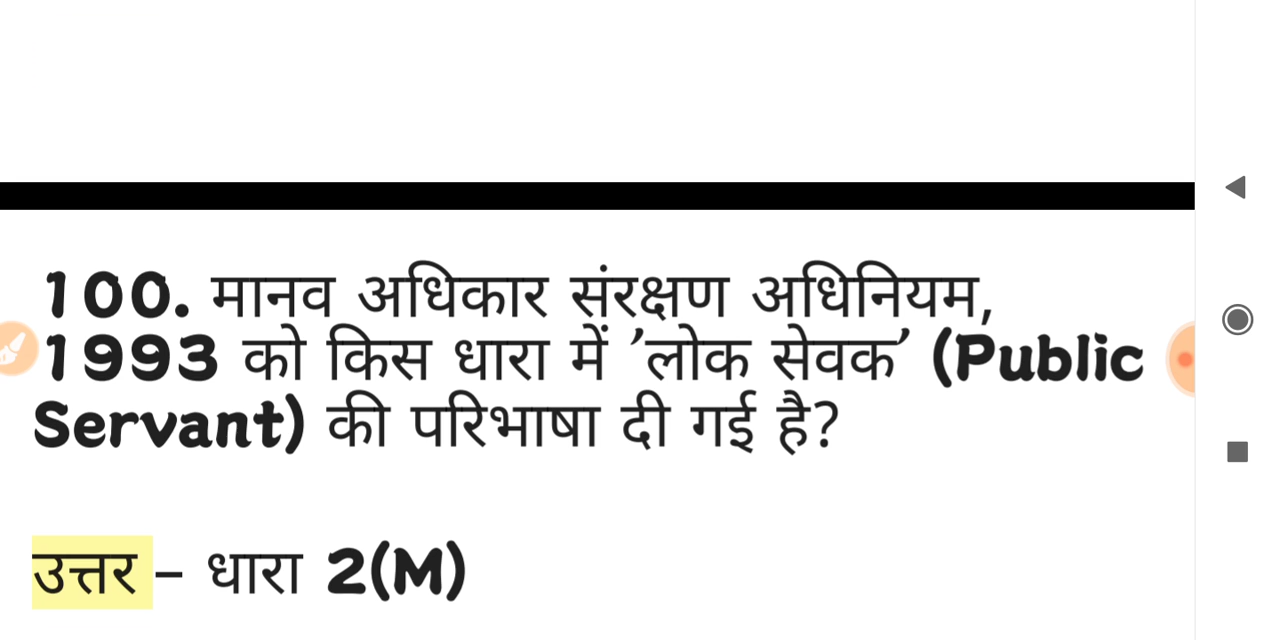 100. मानव अधिकार संरक्षण अधिनियम,
1993 को किस धारा में ’लोक सेवक’ (Public
Servant) की परिभाषा दी गई है?
उत्तर – धारा 2(M)